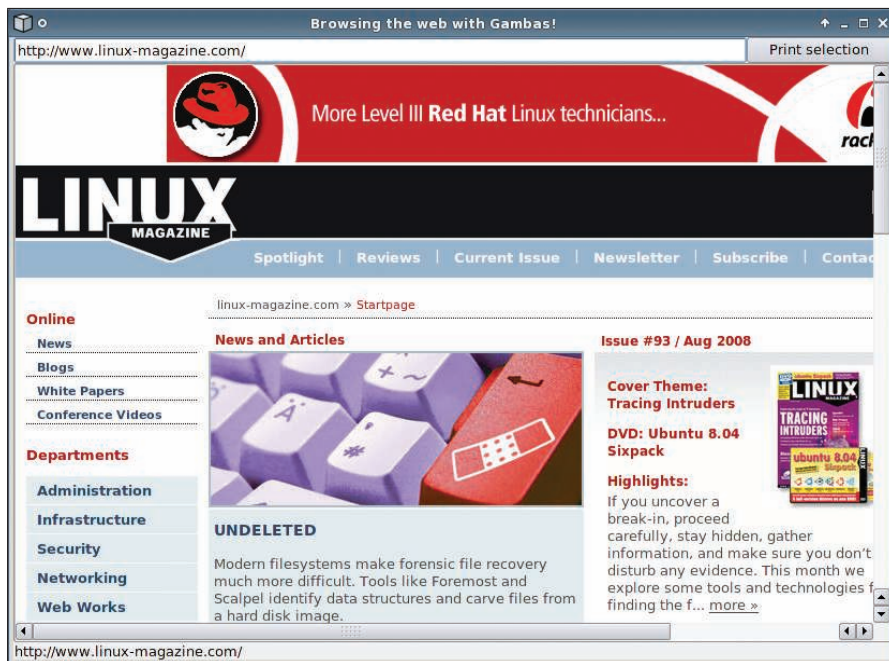 Browsing the web with Gambas!
http://www.linux-magazine.com/
Print selection
More Level III Red Hat Linux technicians...
LINUX
MAGAZINE
Spotlight | Reviews | Current Issue | Newsletter | Subscribe | Contac
linux-magazine.com » Startpage
Online
News
Blogs
White Papers
Conference Videos
Departments
Administration
Infrastructure
Security
Networking
Web Works
News and Articles
UNDELETED
Modern filesystems make forensic file recovery
much more difficult. Tools like Foremost and
Scalpel identify data structures and carve files from
a hard disk image.
Issue #93 / Aug 2008
Cover Theme:
Tracing Intruders
DVD: Ubuntu 8.04
Sixpack
Highlights:
If you uncover a
break-in, proceed
carefully, stay hidden, gather
information, and make sure you don't
disturb any evidence. This month we
explore some tools and technologies f
finding the f... more »
LINUX
MAGAZINE
TRACING
INTRUDERS
ubuntu 8.04
Sixpack
http://www.linux-magazine.com/